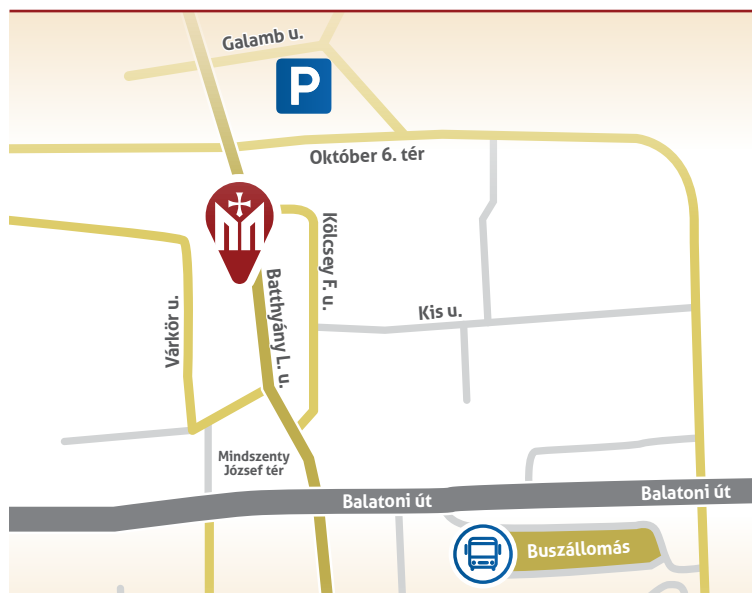 Galamb u.
P
Október 6. tér
Kölcsey F. u.
Batthyány L. u.
Várkör u.
Kis u.
Mindszenty
József tér
Balatoni út
Balatoni út
Buszállomás